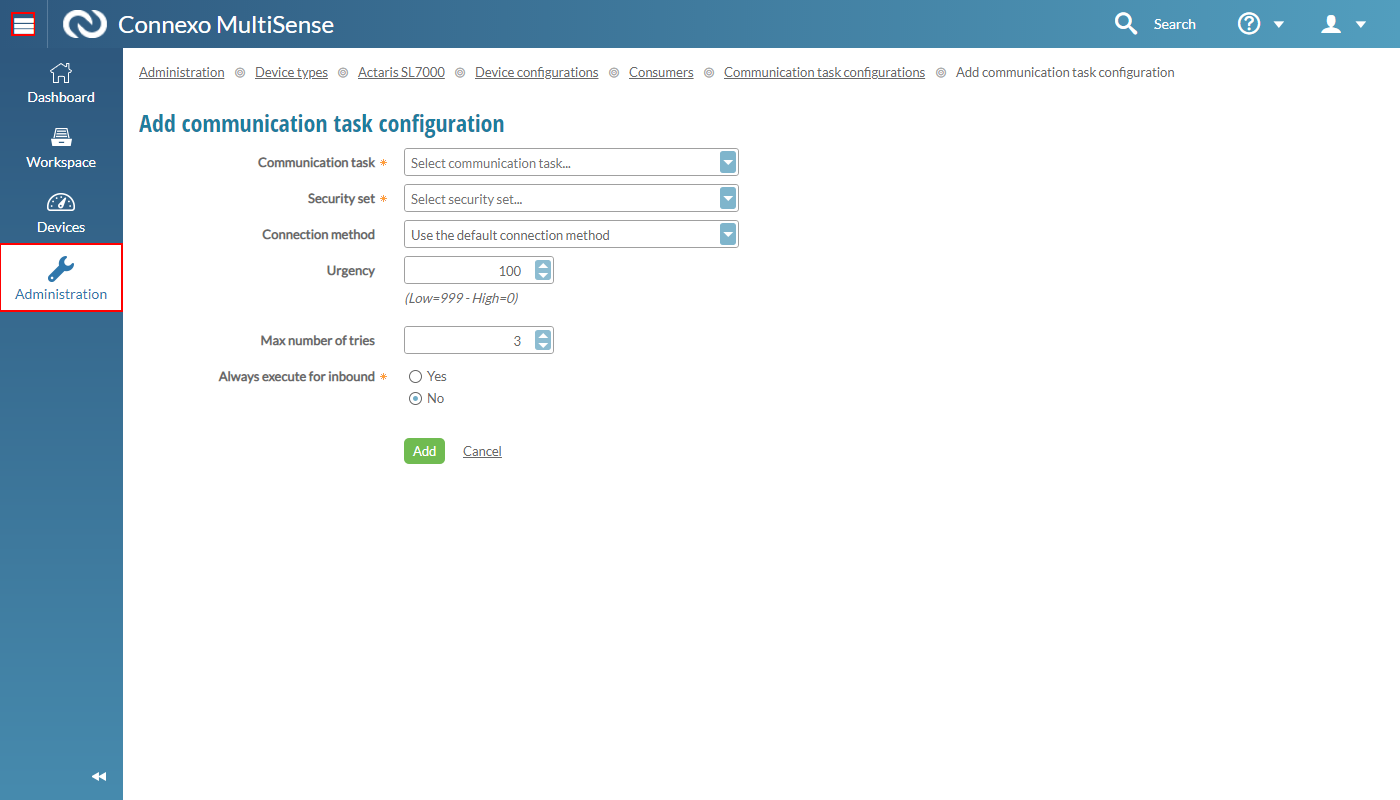 Connexo MultiSense
Search
Dashboard
Workspace
Devices
Administration
Administration Device types Actaris SL7000 Device configurations Consumers Communication task configurations Add communication task configuration
Add communication task configuration
Communication task * Select communication task...
Security set * Select security set...
Connection method Use the default connection method
Urgency 100
(Low=999 - High=0)
Max number of tries 3
Always execute for inbound * Yes
No
Add Cancel